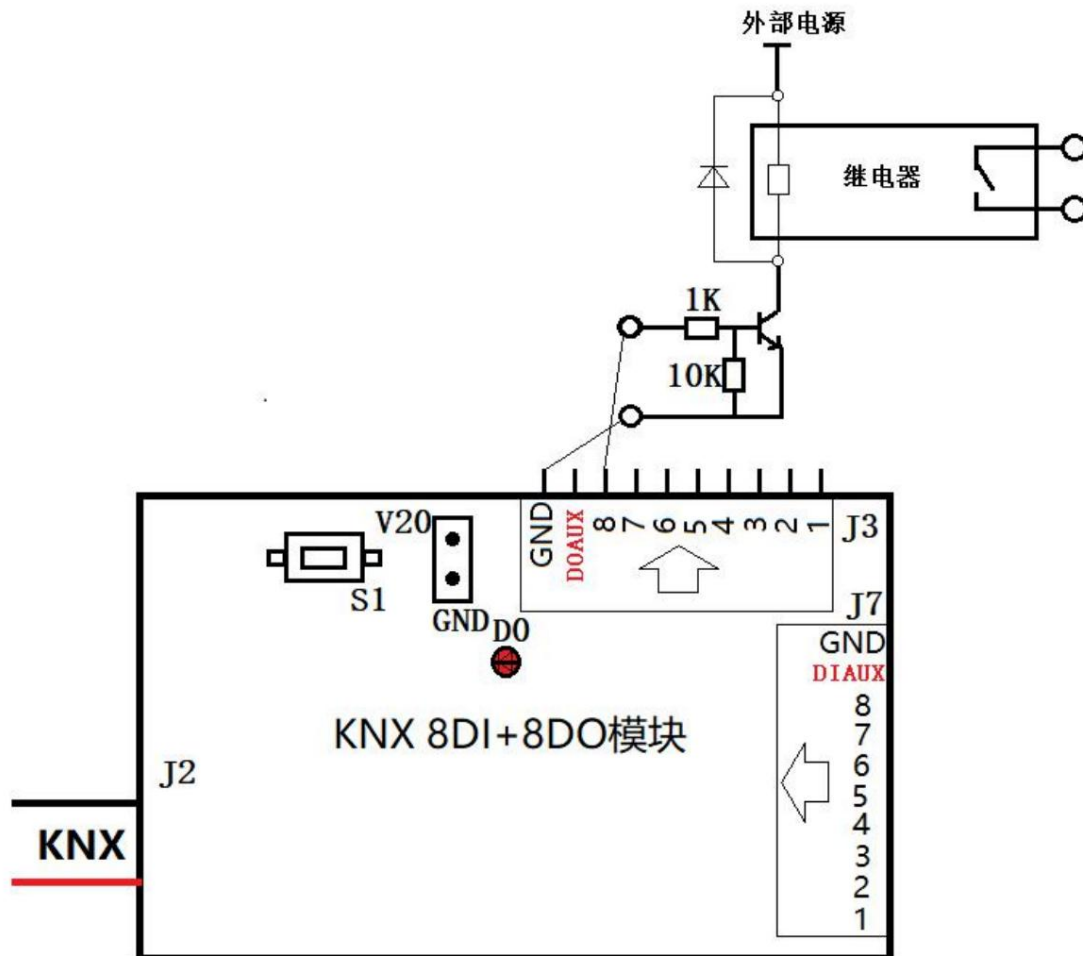 外部电源
继电器
1K
10K
GND
DOAUX
8
7
6
5
4
3
2
1
J3
V20
S1
GND
D0
J7
GND
DIAUX
8
7
6
5
4
3
2
1
KNX 8DI+8DO模块
J2
KNX